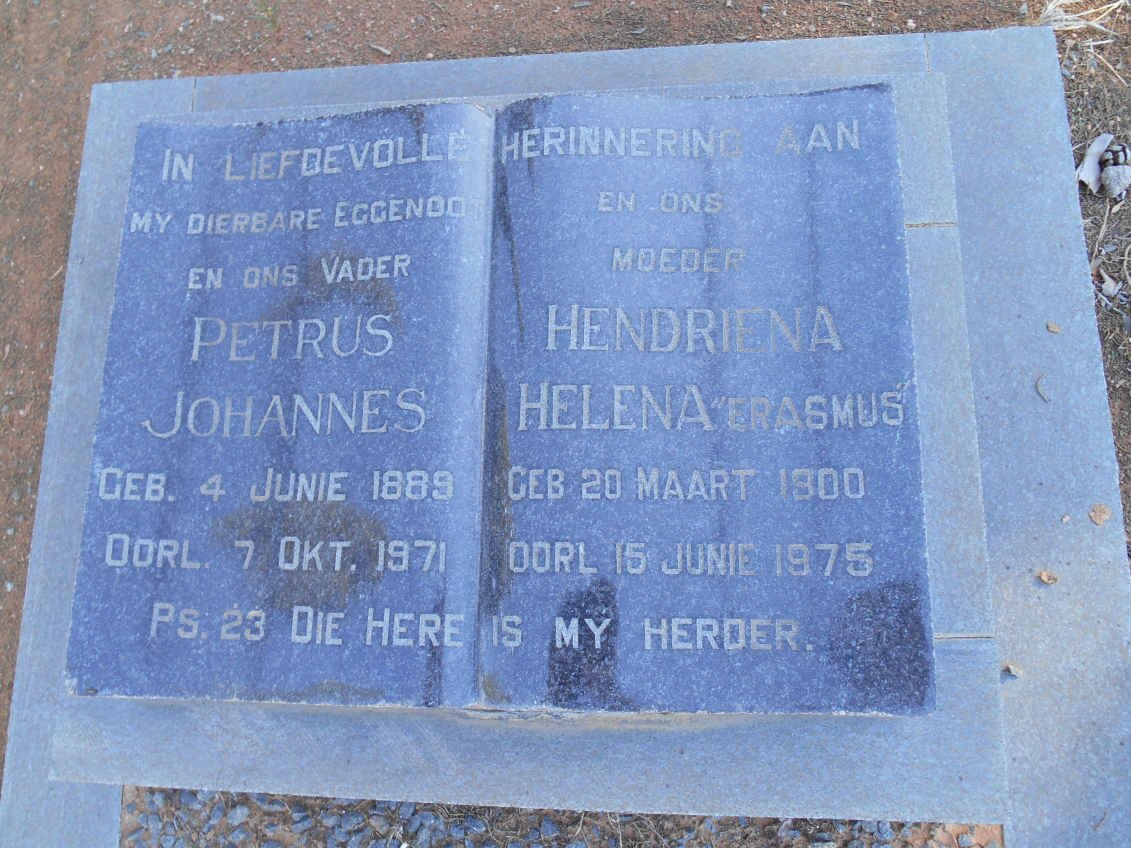 IN LIEFDEVOLLE HERINNERING AAN
MY DIERBARE EGGENOO
EN ONS VADER
PETRUS
JOHANNES
GEB. 4 JUNIE 1889
OORL. 7 OKT. 1971
EN ONS
MOEDER
HENDRIENA
HELENA "ERASMUS"
GEB 20 MAART 1900
OORL 15 JUNIE 1975
PS. 23 DIE HERE IS MY HERDER.